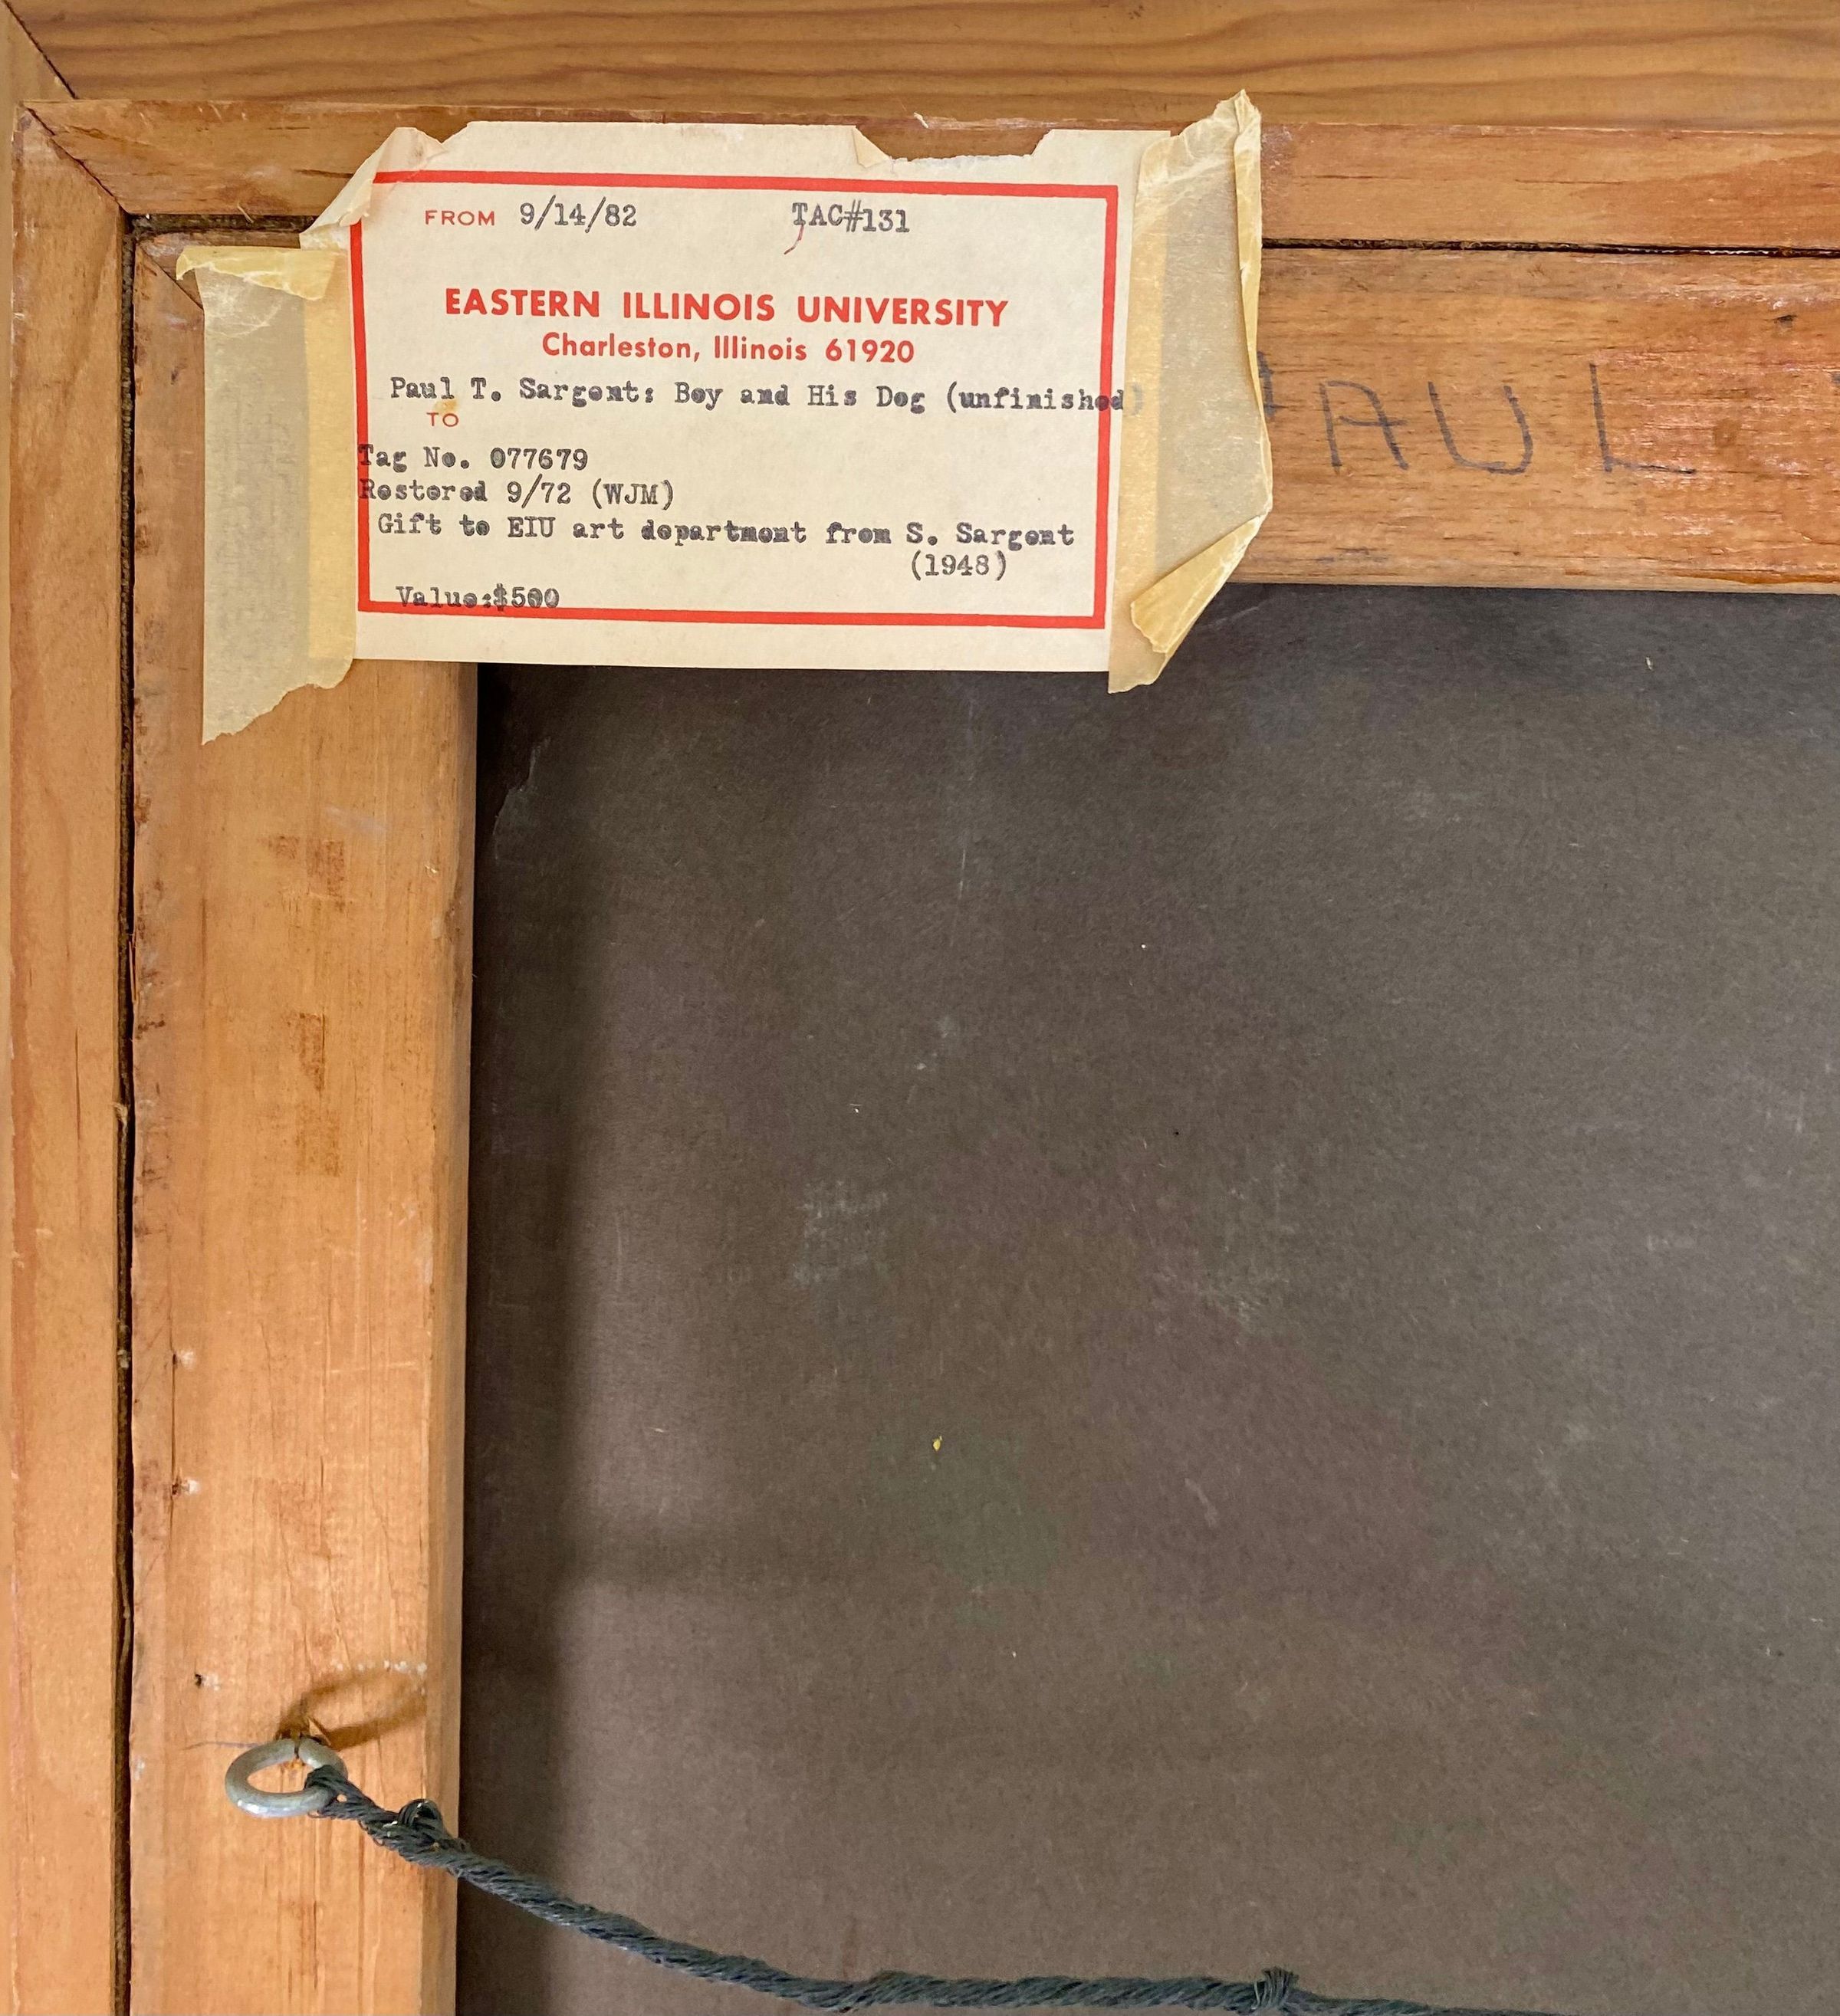 FROM 9/14/82 TAC#131
EASTERN ILLINOIS UNIVERSITY
Charleston, Illinois 61920
Paul T. Sargent: Boy and His Dog (unfinished)
TO
Tag No. 077679
Restored 9/72 (WJM)
Gift to EIU art department from S. Sargent
(1948)
Value:$500
PAUL